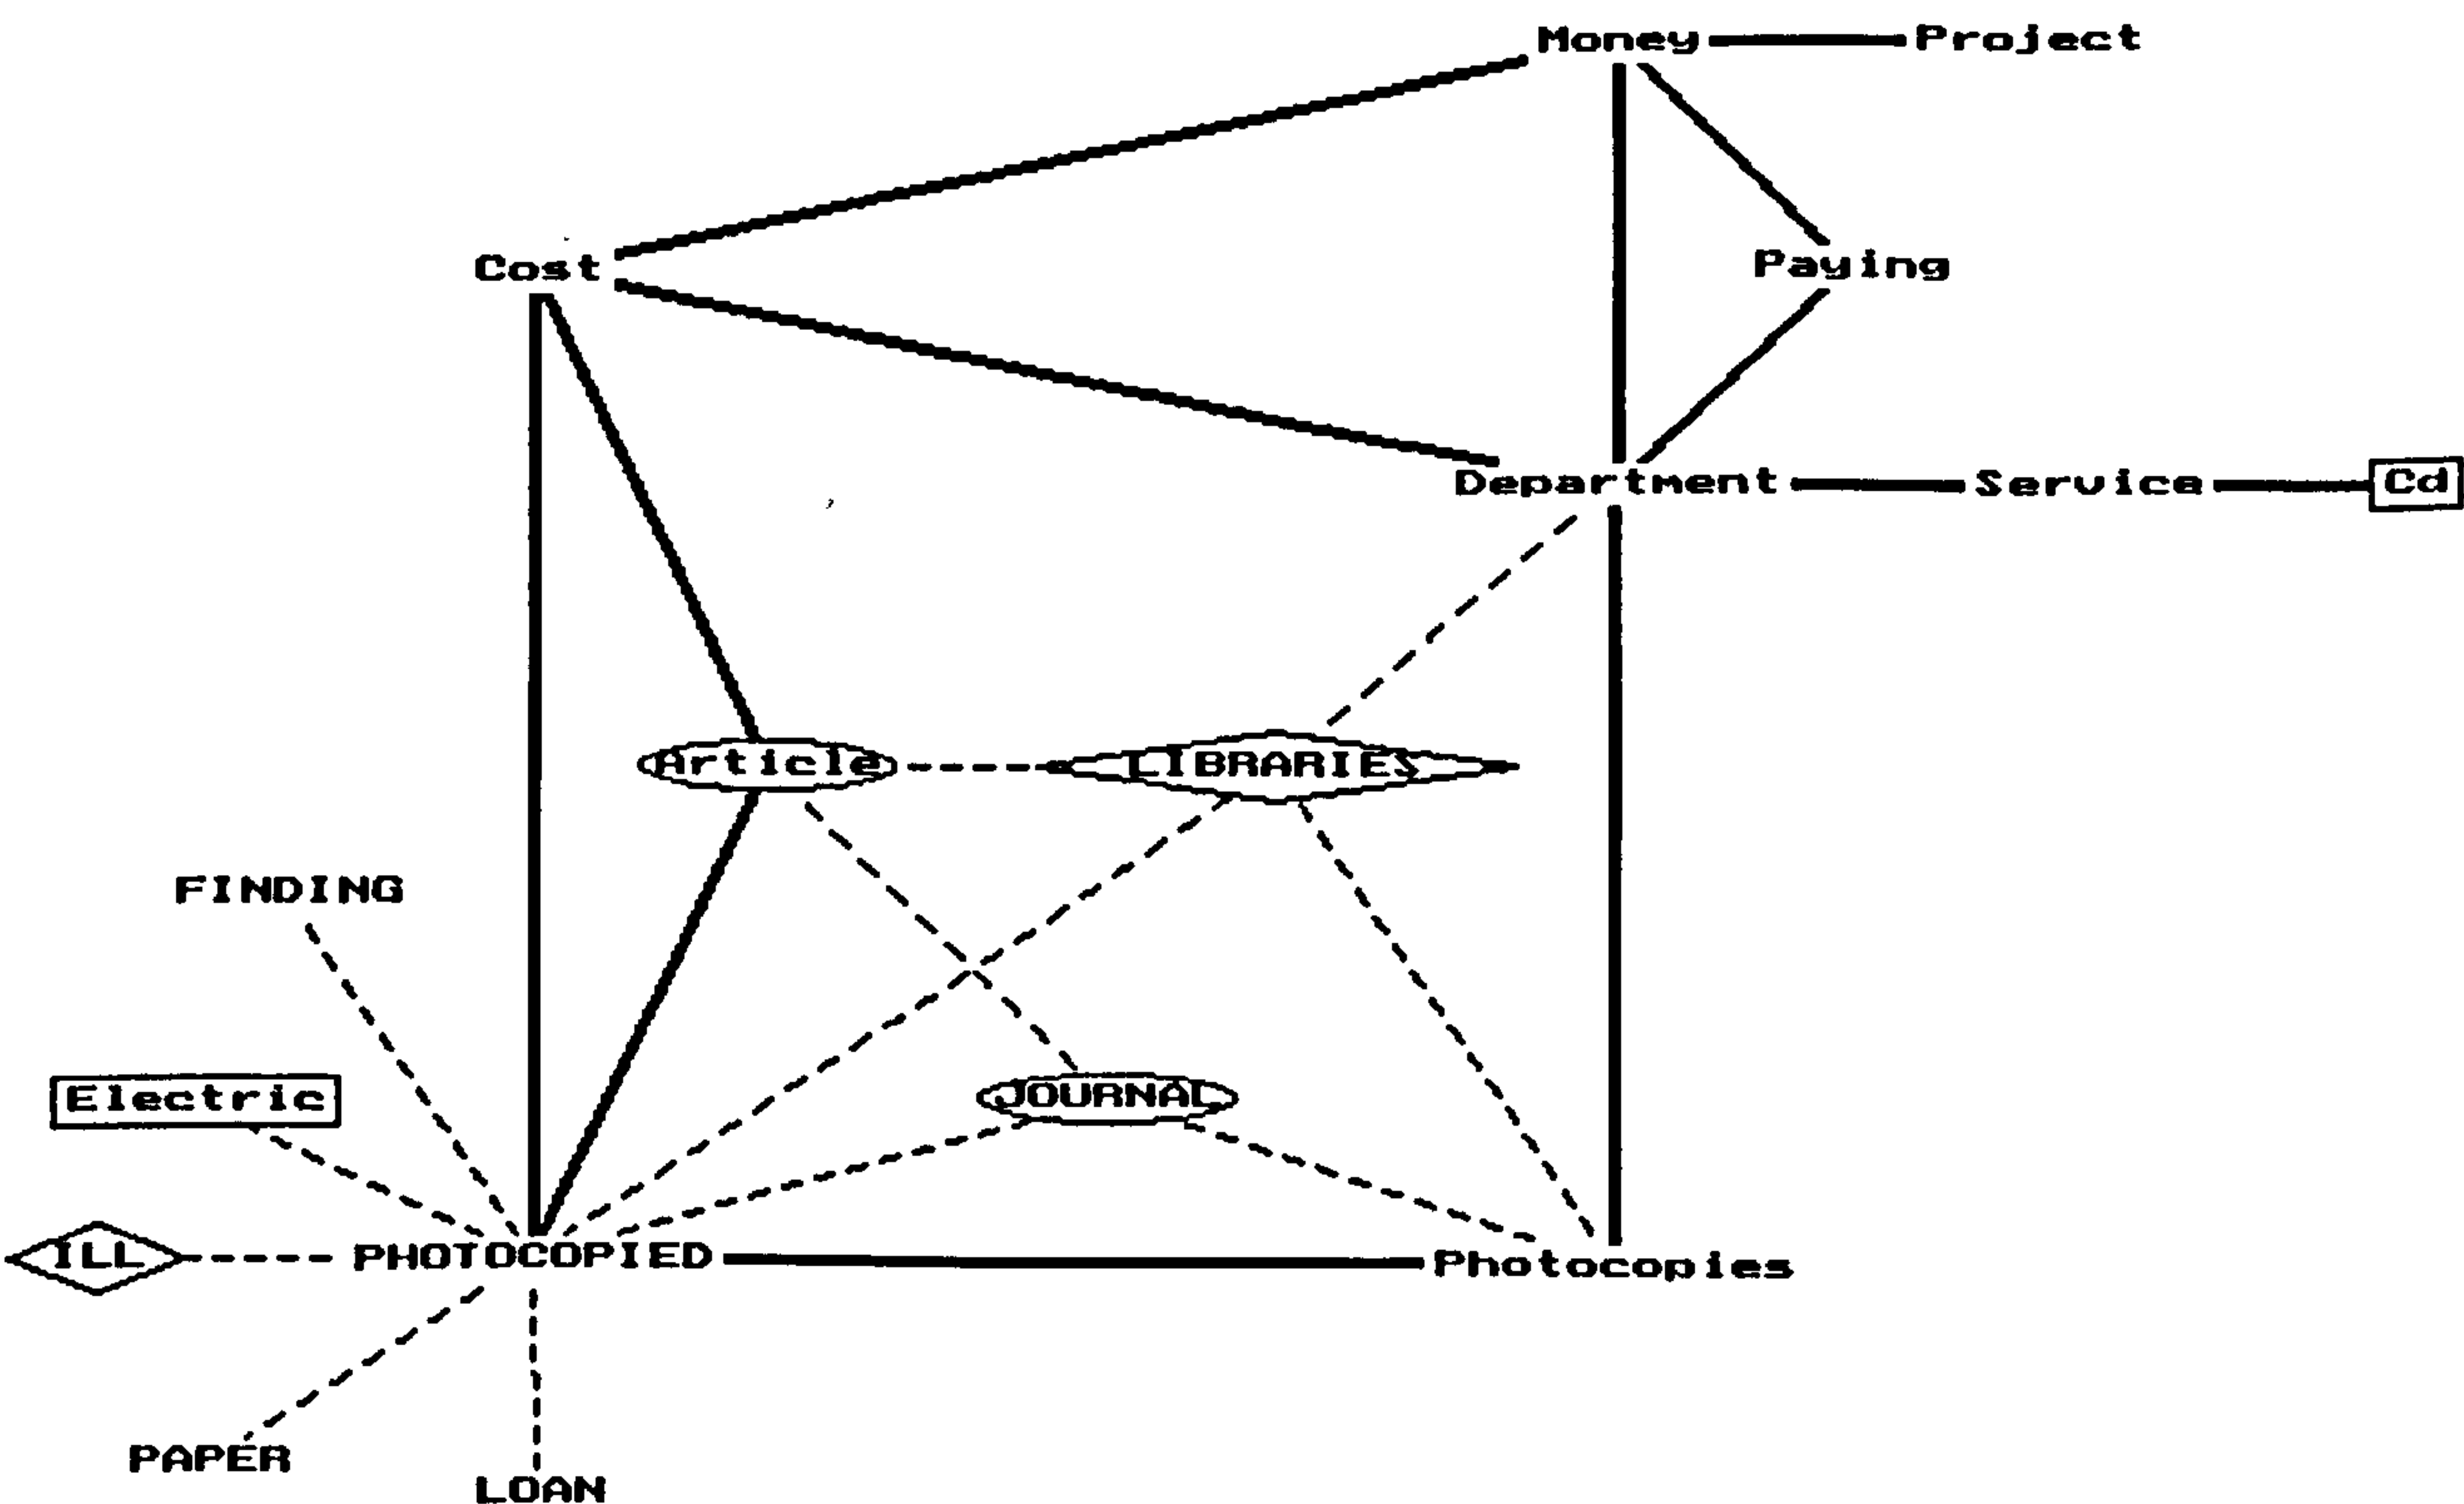 Money Project
Cost
Paying
Department Service Cd
Article LIBRARIES
FINDING
Electric
JOURNAL
ILL PHOTOCOPIED Photocopies
PAPER
LOAN